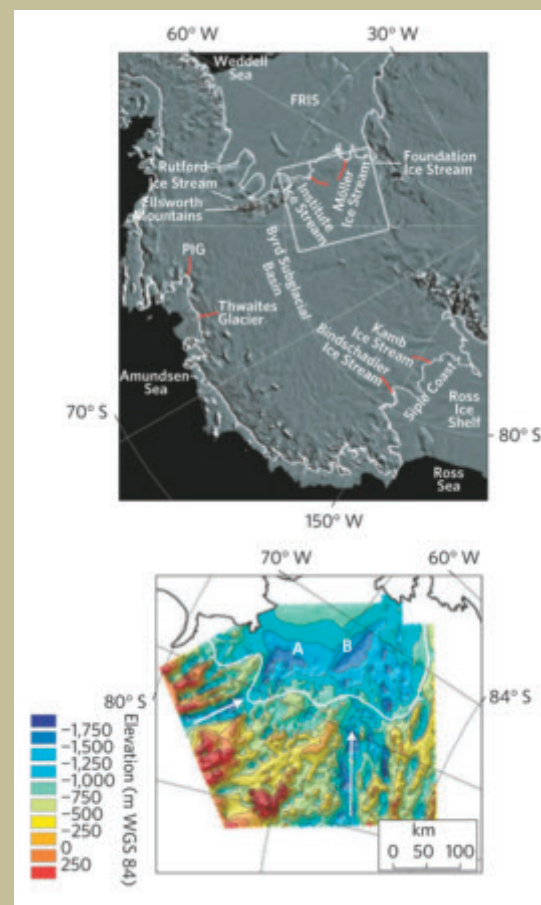 60° W
30° W
Weddell
Sea
FRIS
Rutford
Ice Stream
Ellsworth
Mountains
Foundation
Ice Stream
Institute
Ice Stream
Möller
Ice Stream
PIG
Byrd Subglacial
Basin
Thwaites
Glacier
Kamb
Ice Stream
Bindschadler
Ice Stream
Siple Coast
Amundsen
Sea
Ross
Ice
Shelf
70° S
80° S
Ross
Sea
150° W
70° W
60° W
A
B
80° S
84° S
Elevation (m WGS 84)
-1,750
-1,500
-1,250
-1,000
-750
-500
-250
0
250
km
0 50 100